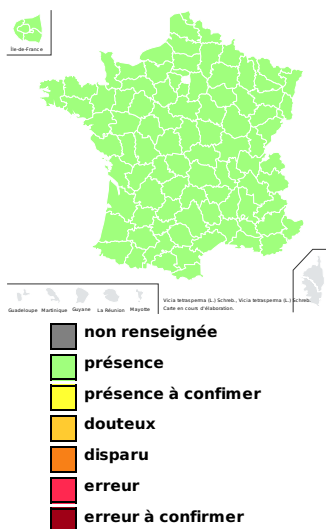 Île-de-France
Guadeloupe Martinique Guyane La Réunion Mayotte
Vicia tetrasperma (L.) Schreb., Vicia tetrasperma (L.) Schreb.
Carte en cours d'élaboration.
non renseignée
présence
présence à confimer
douteux
disparu
erreur
erreur à confirmer